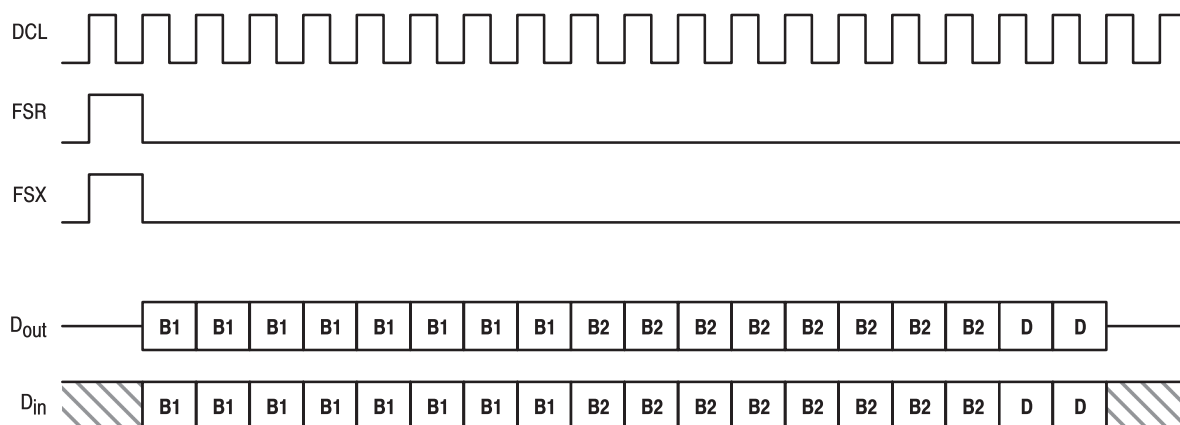 DCL
FSR
FSX
Dout B1 B1 B1 B1 B1 B1 B1 B1 B2 B2 B2 B2 B2 B2 B2 B2 D D
Din B1 B1 B1 B1 B1 B1 B1 B1 B2 B2 B2 B2 B2 B2 B2 B2 D D